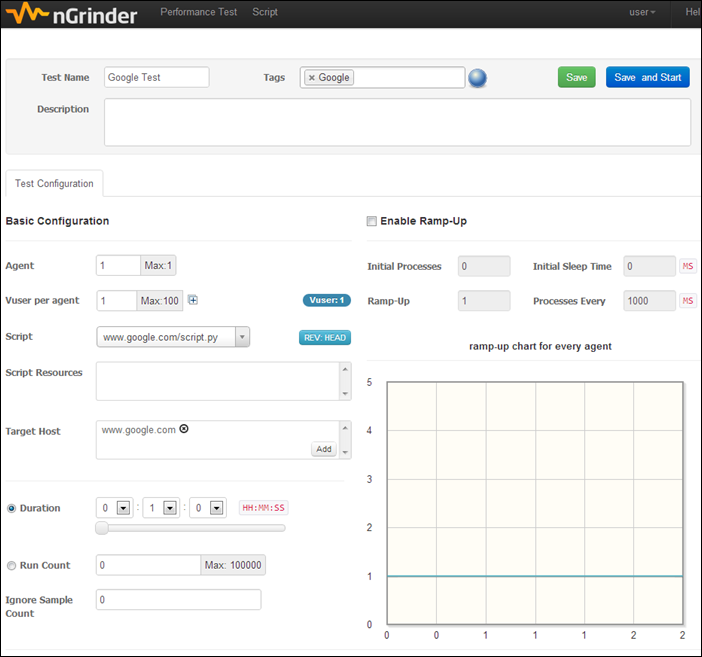 nGrinder Performance Test Script user Hel
Test Name Google Test Tags × Google Save Save and Start
Description
Test Configuration
Basic Configuration
Agent 1 Max:1
Vuser per agent 1 Max:100 Vuser: 1
Script www.google.com/script.py REV: HEAD
Script Resources
Target Host www.google.com
Add
Duration 0 : 1 : 0 HH:MM:SS
Run Count 0 Max: 100000
Ignore Sample 0
Count
Enable Ramp-Up
Initial Processes 0 Initial Sleep Time 0 MS
Ramp-Up 1 Processes Every 1000 MS
ramp-up chart for every agent
5
4
3
2
1
0
0 0 1 1 1 2 2